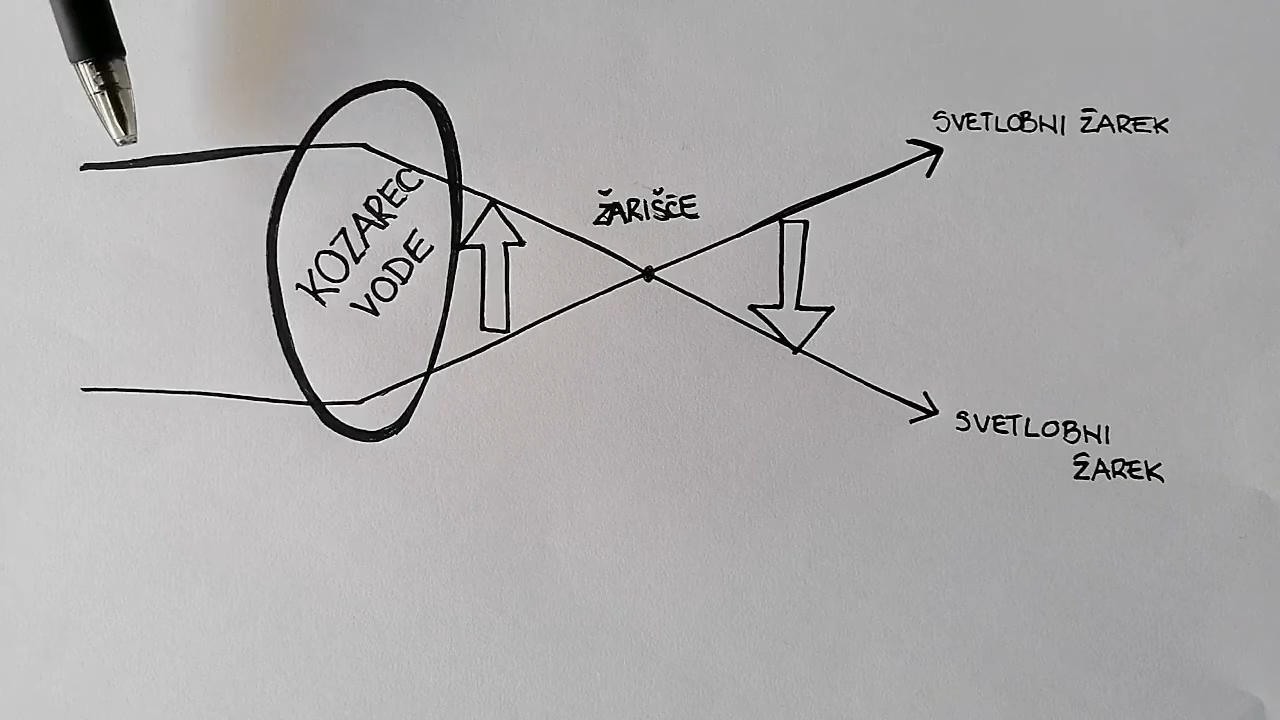 SVETLOBNI ŽAREK
KOZAREC
VODE
ŽARIŠČE
SVETLOBNI
ŽAREK